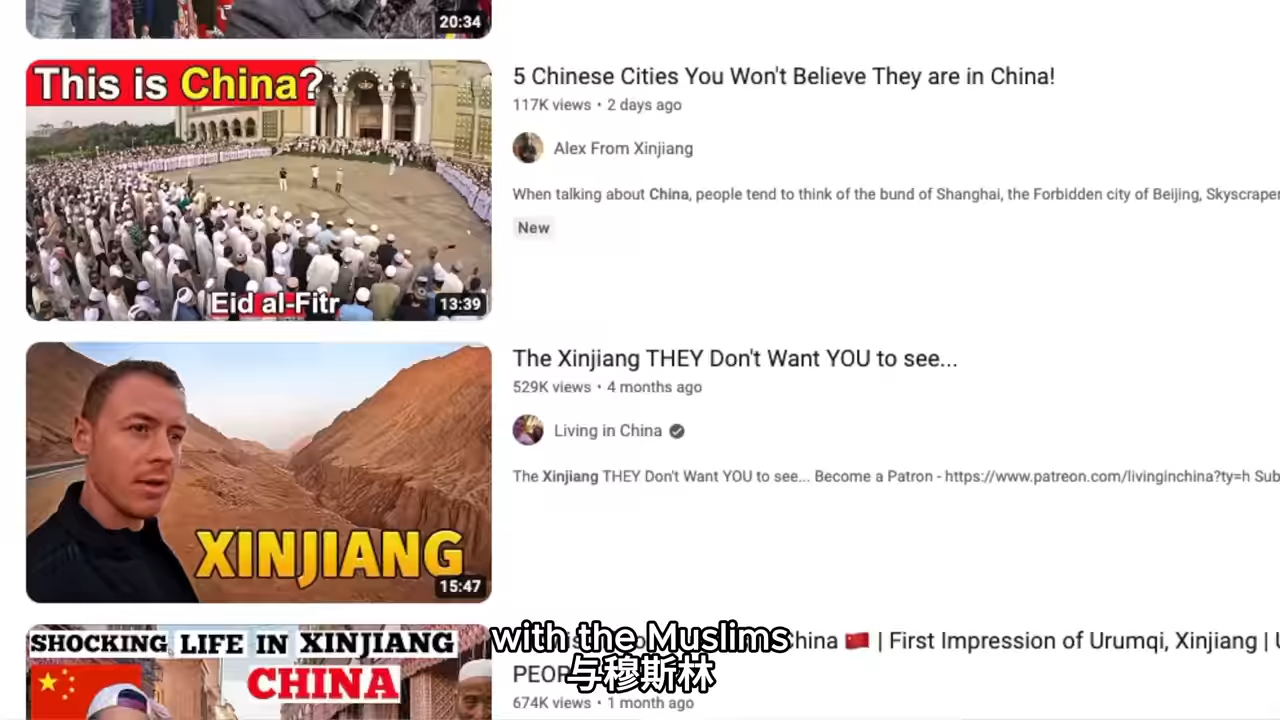 20:34
This is China?
Eid al-Fitr
13:39
5 Chinese Cities You Won't Believe They are in China!
117K views • 2 days ago
Alex From Xinjiang
When talking about China, people tend to think of the bund of Shanghai, the Forbidden city of Beijing, Skyscraper
New
XINJIANG
15:47
The Xinjiang THEY Don't Want YOU to see...
529K views • 4 months ago
Living in China
The Xinjiang THEY Don't Want YOU to see... Become a Patron - https://www.patreon.com/livinginchina?ty=h Sub
SHOCKING LIFE IN XINJIANG
CHINA
China 🇨🇳 | First Impression of Urumqi, Xinjiang |
674K views • 1 month ago
with the Muslims
与穆斯林